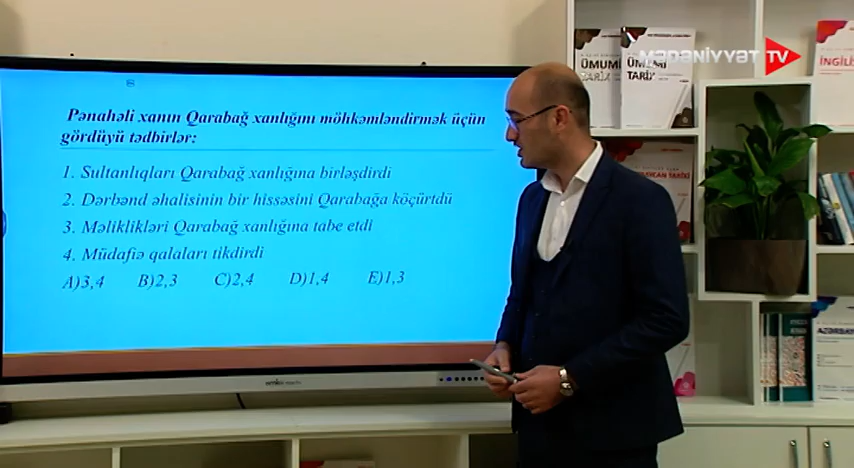 MƏDƏNİYYƏT TV
Pənahəli xanın Qarabağ xanlığını möhkəmləndirmək üçün
gördüyü tədbirlər:
1. Sultanlıqları Qarabağ xanlığına birləşdirdi
2. Dərbənd əhalisinin bir hissəsini Qarabağa köçürtdü
3. Məliklikləri Qarabağ xanlığına tabe etdi
4. Müdafiə qalaları tikdirdi
A)3,4 B)2,3 C)2,4 D)1,4 E)1,3
ÜMUMİ
TARİX
ÜMUMİ
TARİX
İNGİLİS
TARİXİ
AZƏRBAY